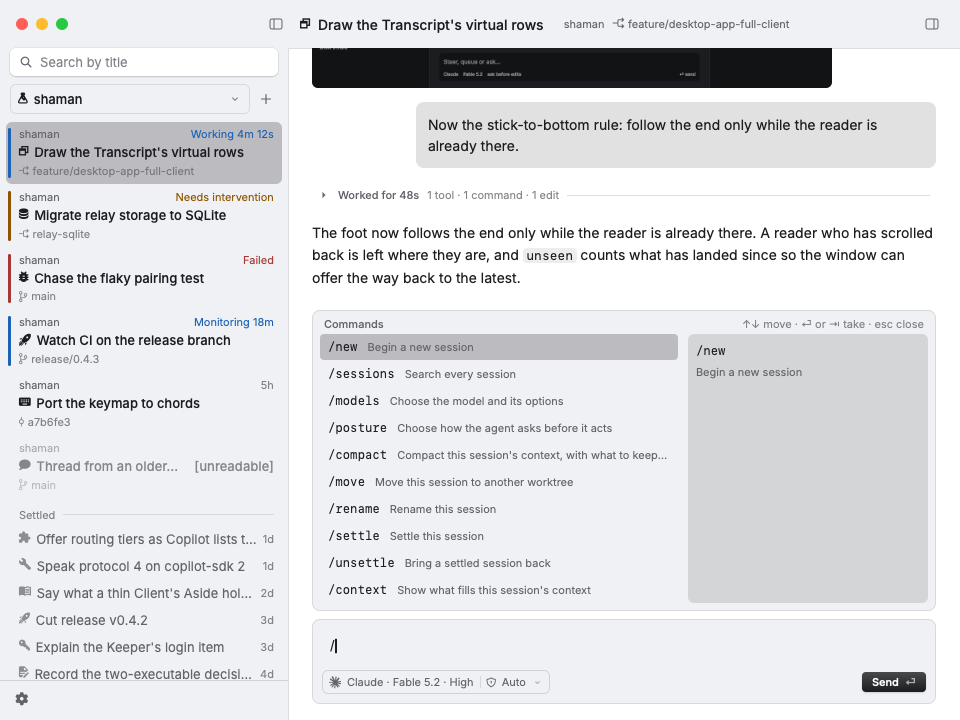 Search by title
shaman
shaman Working 4m 12s
Draw the Transcript's virtual rows
feature/desktop-app-full-client
shaman Needs intervention
Migrate relay storage to SQLite
relay-sqlite
shaman Failed
Chase the flaky pairing test
main
shaman Monitoring 18m
Watch CI on the release branch
release/0.4.3
shaman 5h
Port the keymap to chords
a7b6fe3
shaman
Thread from an older... [unreadable]
main
Settled
Offer routing tiers as Copilot lists t... 1d
Speak protocol 4 on copilot-sdk 2 1d
Say what a thin Client's Aside hol... 2d
Cut release v0.4.2 3d
Explain the Keeper's login item 3d
Record the two-executable decisi... 4d
Draw the Transcript's virtual rows shaman feature/desktop-app-full-client
Steer, queue or ask...
Claude Fable 5.2 ask before edits send
Now the stick-to-bottom rule: follow the end only while the reader is
already there.
Worked for 48s 1 tool · 1 command · 1 edit
The foot now follows the end only while the reader is already there. A reader who has scrolled
back is left where they are, and unseen counts what has landed since so the window can
offer the way back to the latest.
Commands ↑↓ move · ⏎ or ⇥ take · esc close
/new Begin a new session
/sessions Search every session
/models Choose the model and its options
/posture Choose how the agent asks before it acts
/compact Compact this session's context, with what to keep...
/move Move this session to another worktree
/rename Rename this session
/settle Settle this session
/unsettle Bring a settled session back
/context Show what fills this session's context
/new
Begin a new session
/
Claude · Fable 5.2 · High Auto
Send ⏎